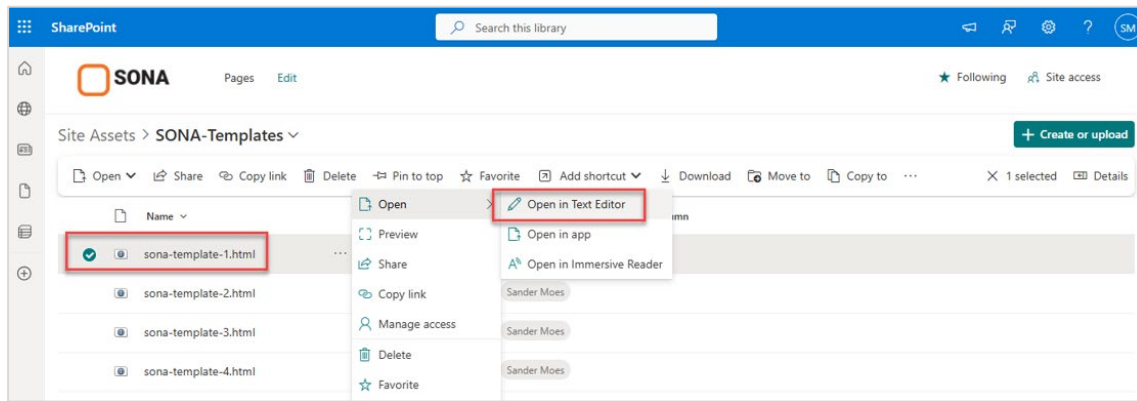 SharePoint
Search this library
SM
SONA Pages Edit
Following Site access
Site Assets > SONA-Templates
+ Create or upload
Open Share Copy link Delete Pin to top Favorite Add shortcut Download Move to Copy to ... 1 selected Details
Name
Open
Open in Text Editor
sona-template-1.html ...
Preview
Open in app
Share
Open in Immersive Reader
sona-template-2.html
Copy link
Sander Moes
Manage access
sona-template-3.html
Sander Moes
Delete
sona-template-4.html
Sander Moes
Favorite